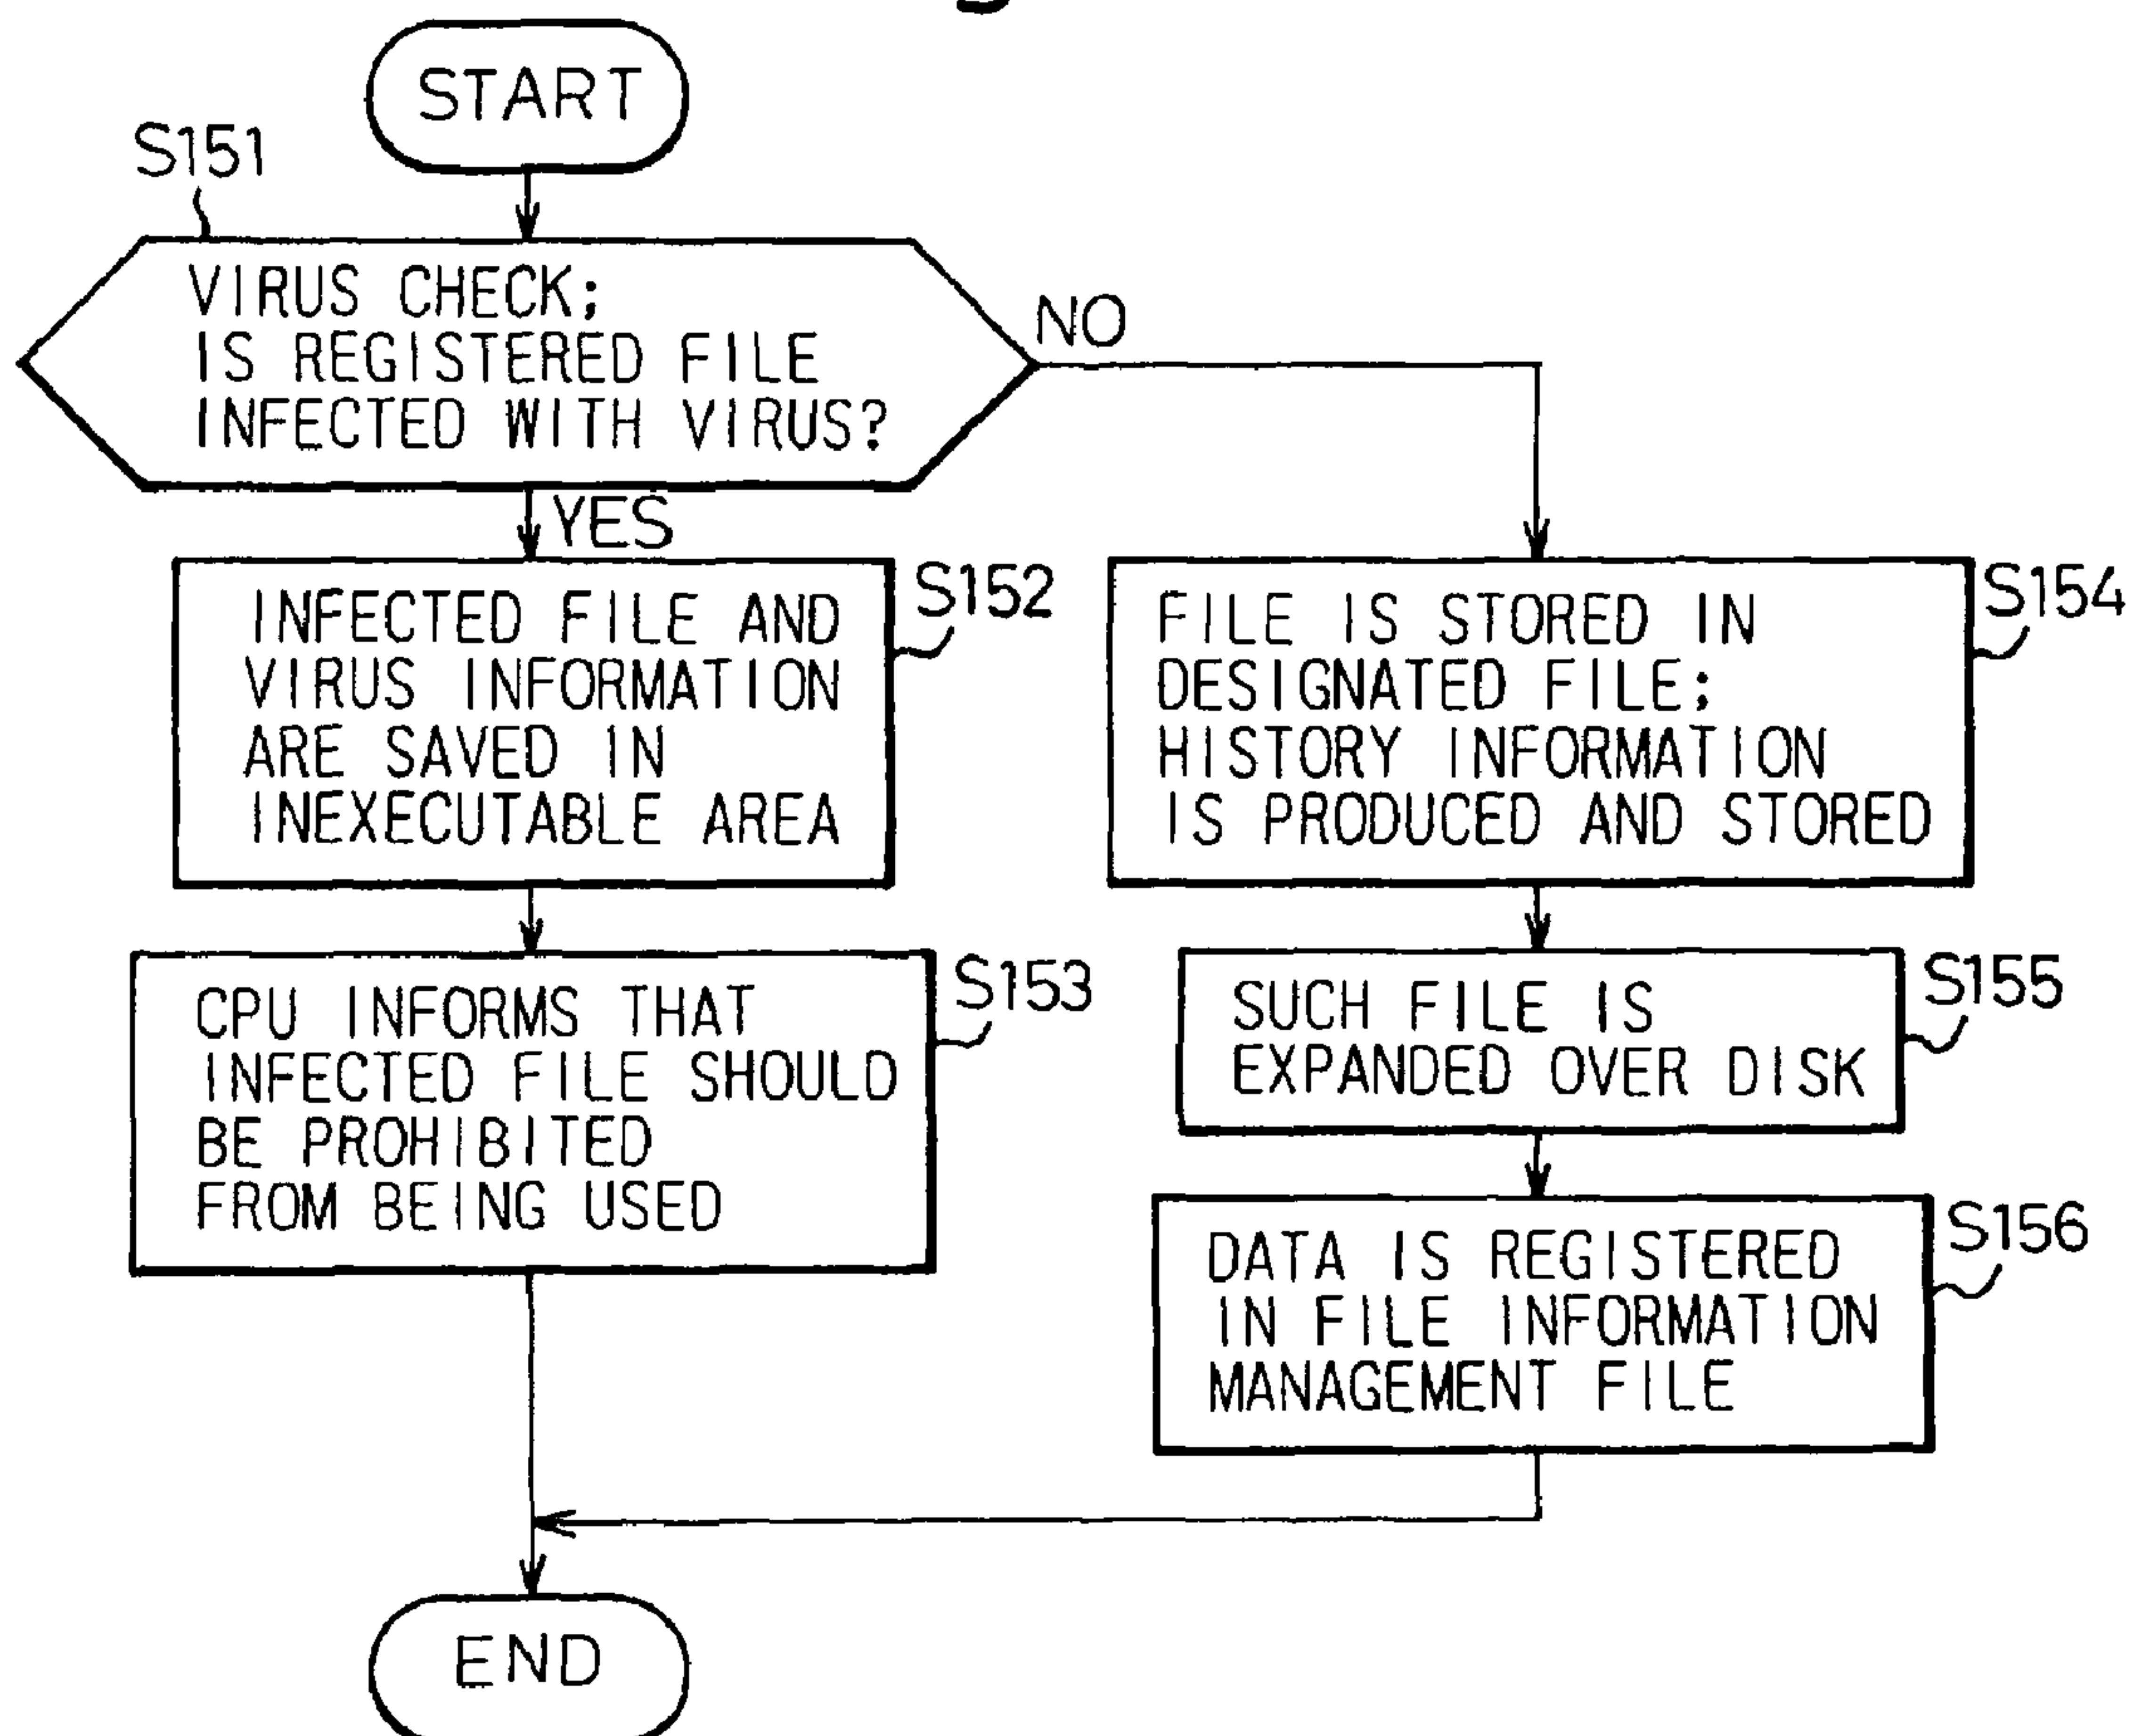 START
S151
VIRUS CHECK;
IS REGISTERED FILE
INFECTED WITH VIRUS?
NO
YES
INFECTED FILE AND
VIRUS INFORMATION
ARE SAVED IN
INEXECUTABLE AREA
S152
CPU INFORMS THAT
INFECTED FILE SHOULD
BE PROHIBITED
FROM BEING USED
S153
FILE IS STORED IN
DESIGNATED FILE;
HISTORY INFORMATION
IS PRODUCED AND STORED
S154
SUCH FILE IS
EXPANDED OVER DISK
S155
DATA IS REGISTERED
IN FILE INFORMATION
MANAGEMENT FILE
S156
END